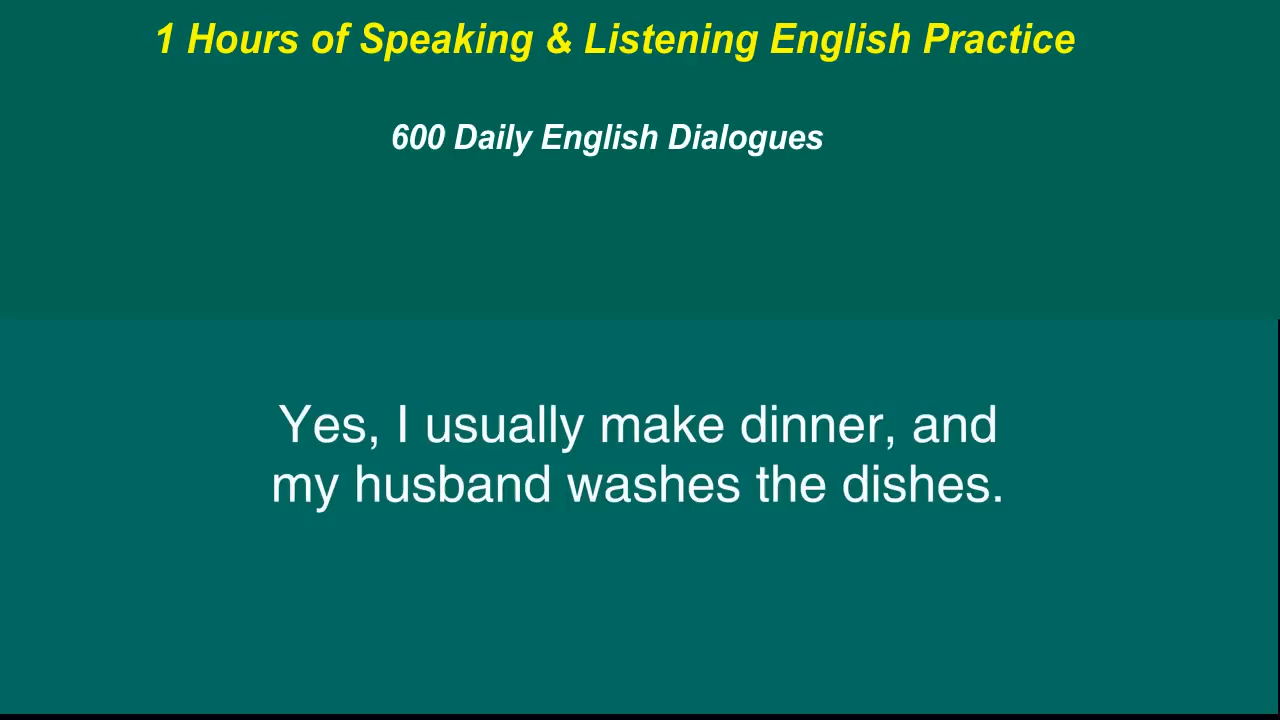 1 Hours of Speaking & Listening English Practice
600 Daily English Dialogues
Yes, I usually make dinner, and
my husband washes the dishes.